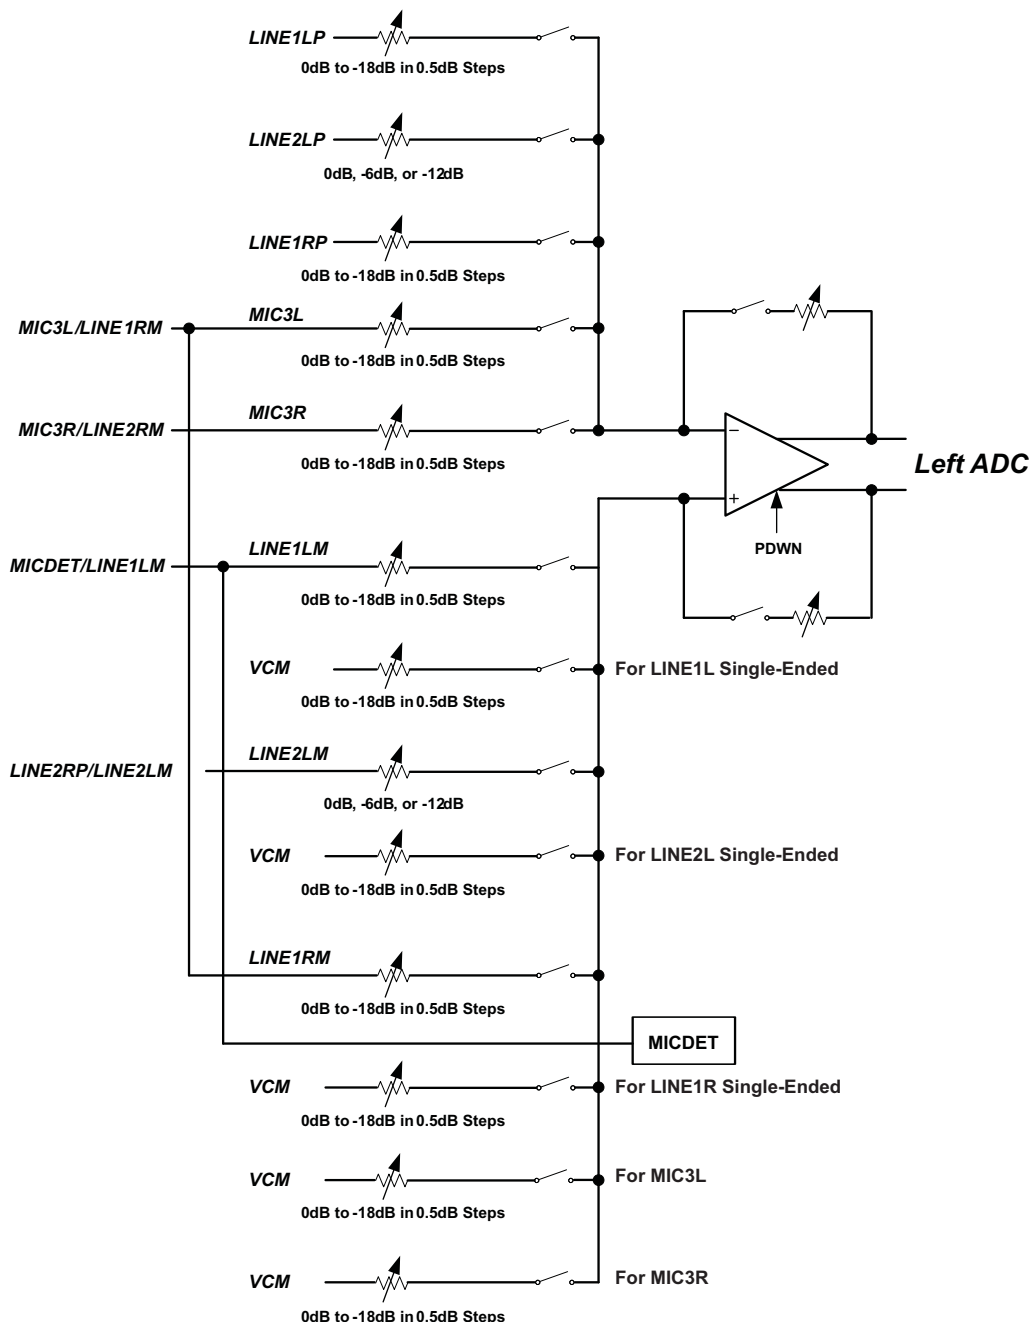 LINE1LP
0dB to -18dB in 0.5dB Steps
LINE2LP
0dB, -6dB, or -12dB
LINE1RP
0dB to -18dB in 0.5dB Steps
MIC3L/LINE1RM
MIC3L
0dB to -18dB in 0.5dB Steps
MIC3R/LINE2RM
MIC3R
0dB to -18dB in 0.5dB Steps
−
+
Left ADC
PDWN
MICDET/LINE1LM
LINE1LM
0dB to -18dB in 0.5dB Steps
VCM
For LINE1L Single-Ended
0dB to -18dB in 0.5dB Steps
LINE2RP/LINE2LM
LINE2LM
0dB, -6dB, or -12dB
VCM
For LINE2L Single-Ended
0dB to -18dB in 0.5dB Steps
LINE1RM
0dB to -18dB in 0.5dB Steps
MICDET
VCM
For LINE1R Single-Ended
0dB to -18dB in 0.5dB Steps
VCM
For MIC3L
0dB to -18dB in 0.5dB Steps
VCM
For MIC3R
0dB to -18dB in 0.5dB Steps